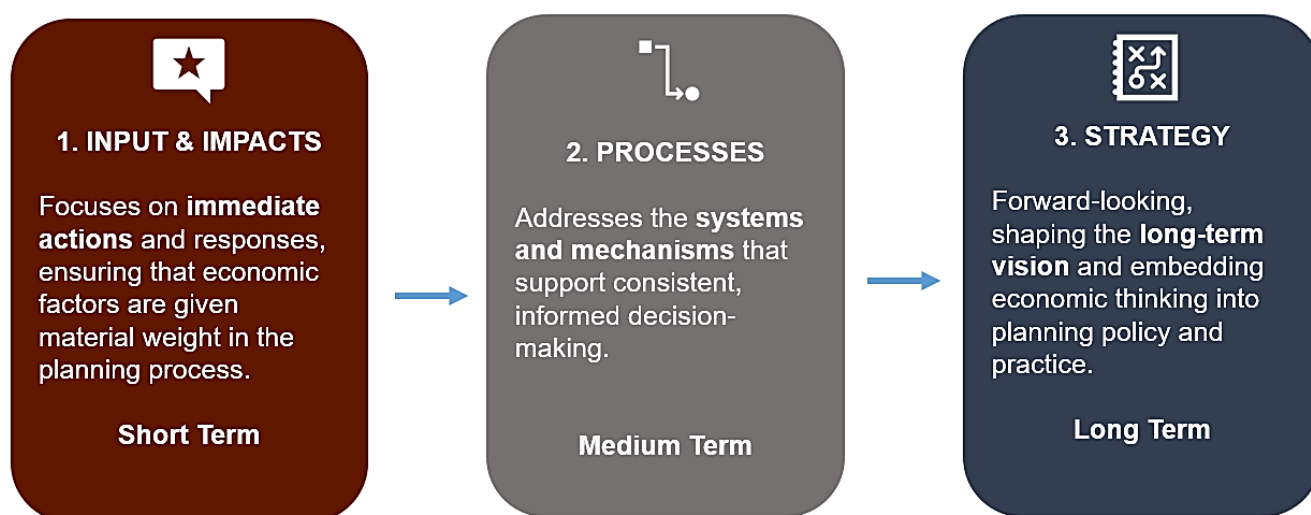 1. INPUT & IMPACTS
Focuses on immediate
actions and responses,
ensuring that economic
factors are given
material weight in the
planning process.
Short Term
2. PROCESSES
Addresses the systems
and mechanisms that
support consistent,
informed decision-
making.
Medium Term
3. STRATEGY
Forward-looking,
shaping the long-term
vision and embedding
economic thinking into
planning policy and
practice.
Long Term